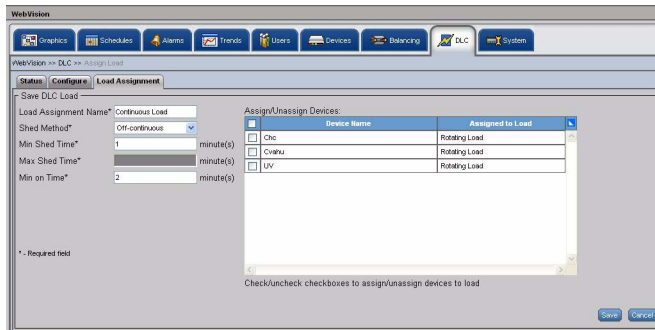 WebVision
Graphics Schedules Alarms Trends Users Devices Balancing DLC System
WebVision >> DLC >> Assign Load
Status Configure Load Assignment
Save DLC Load
Load Assignment Name* Continuous Load
Shed Method* Off-continuous
Min Shed Time* 1 minute(s)
Max Shed Time* minute(s)
Min on Time* 2 minute(s)
* - Required field
Assign/Unassign Devices:
Device Name Assigned to Load
Chc Rotating Load
Cvahu Rotating Load
UV Rotating Load
Check/uncheck checkboxes to assign/unassign devices to load
Save Cancel